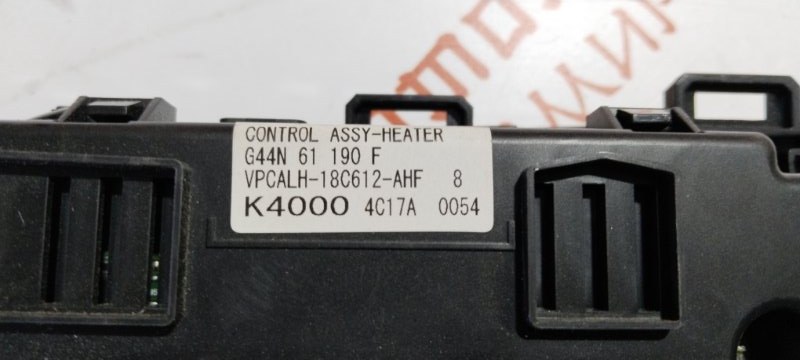 CONTROL ASSY-HEATER
G44N 61 190 F
VPCALH-18C612-AHF 8
K4000 4C17A 0054